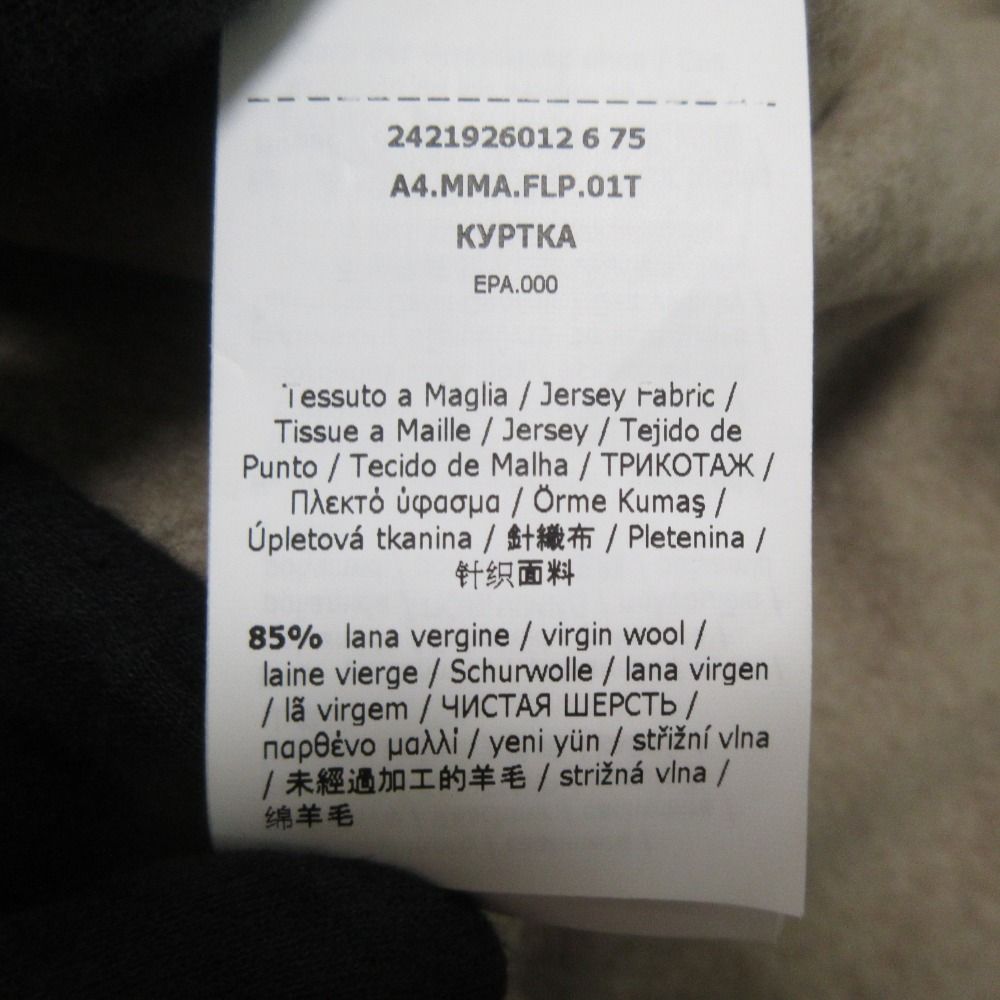 2421926012 6 75
A4.MMA.FLP.01T
КУРТКА
EPA.000
Tessuto a Maglia / Jersey Fabric /
Tissue a Maille / Jersey / Tejido de
Punto / Tecido de Malha / ТРИКОТАЖ /
Πλεκτό ύφασμα / Örme Kumaş /
Úpletová tkanina / 針織布 / Pletenina /
针织面料
85% lana vergine / virgin wool /
laine vierge / Schurwolle / lana virgen
/ lã virgem / ЧИСТАЯ ШЕРСТЬ /
παρθένο μαλλί / yeni yün / střižní vlna
/ 未經過加工的羊毛 / strižná vlna /
绵羊毛